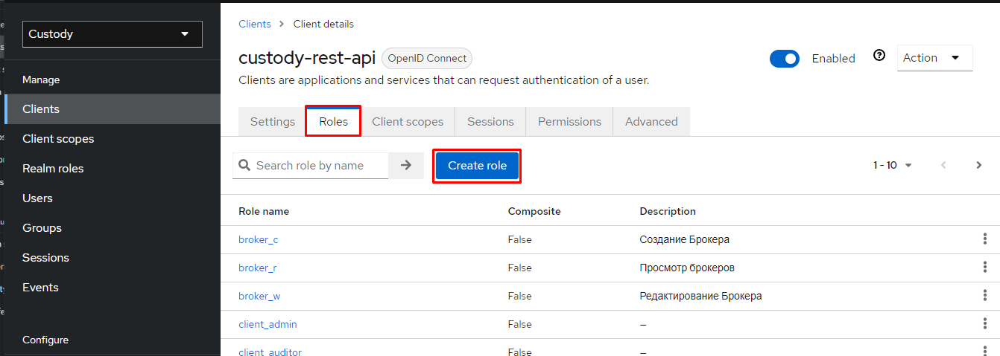 Custody
Manage
Clients
Client scopes
Realm roles
Users
Groups
Sessions
Events
Configure
Clients > Client details
custody-rest-api OpenID Connect
Enabled Action
Clients are applications and services that can request authentication of a user.
Settings Roles Client scopes Sessions Permissions Advanced
Search role by name Create role 1 - 10
Role name Composite Description
broker_c False Создание Брокера
broker_r False Просмотр брокеров
broker_w False Редактирование Брокера
client_admin False –
client_auditor False –